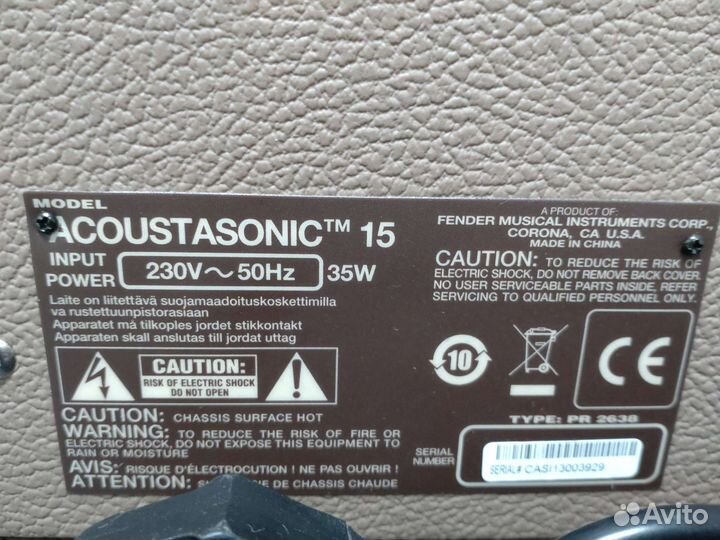 MODEL
ACOUSTASONIC™ 15
INPUT
POWER
230V～50Hz
35W
Laite on liitettävä suojamaadoituskoskettimilla
va rustettuunpistorasiaan
Apparatet må tilkoples jordet stikkontakt
Apparaten skall anslutas till jordat uttag
CAUTION:
RISK OF ELECTRIC SHOCK
DO NOT OPEN
CAUTION: CHASSIS SURFACE HOT
WARNING: TO REDUCE THE RISK OF FIRE OR
ELECTRIC SHOCK, DO NOT EXPOSE THIS EQUIPMENT TO
RAIN OR MOISTURE
AVIS: RISQUE D'ÉLECTROCUTION ! NE PAS OUVRIR !
ATTENTION: SURFACE DE CHASSIS CHAUDE
A PRODUCT OF:
FENDER MUSICAL INSTRUMENTS CORP.,
CORONA, CA U.S.A.
MADE IN CHINA
CAUTION: TO REDUCE THE RISK OF
ELECTRIC SHOCK, DO NOT REMOVE BACK COVER.
NO USER SERVICEABLE PARTS INSIDE, REFER
SERVICING TO QUALIFIED PERSONNEL ONLY.
10
CE
TYPE: PR 2638
SERIAL
NUMBER
SERIAL# CASI13003929
Avito